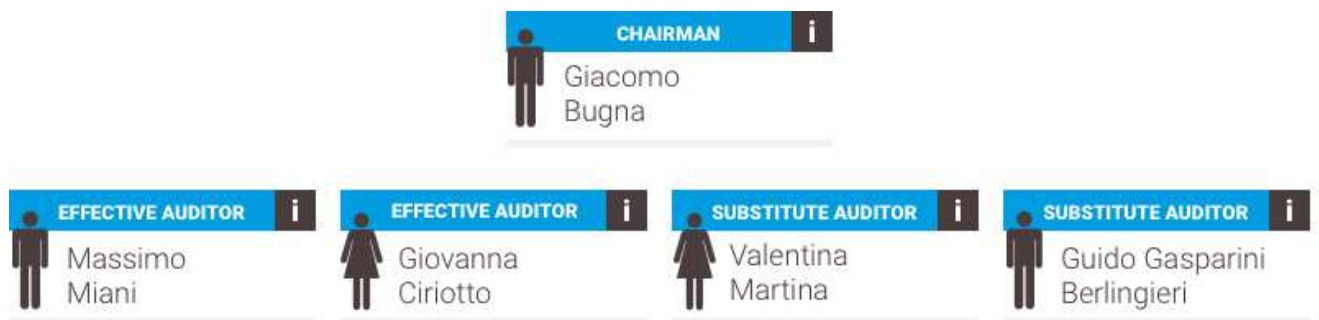 CHAIRMAN i
Giacomo
Bugna
EFFECTIVE AUDITOR i
Massimo
Miani
EFFECTIVE AUDITOR i
Giovanna
Ciriotto
SUBSTITUTE AUDITOR i
Valentina
Martina
SUBSTITUTE AUDITOR i
Guido Gasparini
Berlingieri